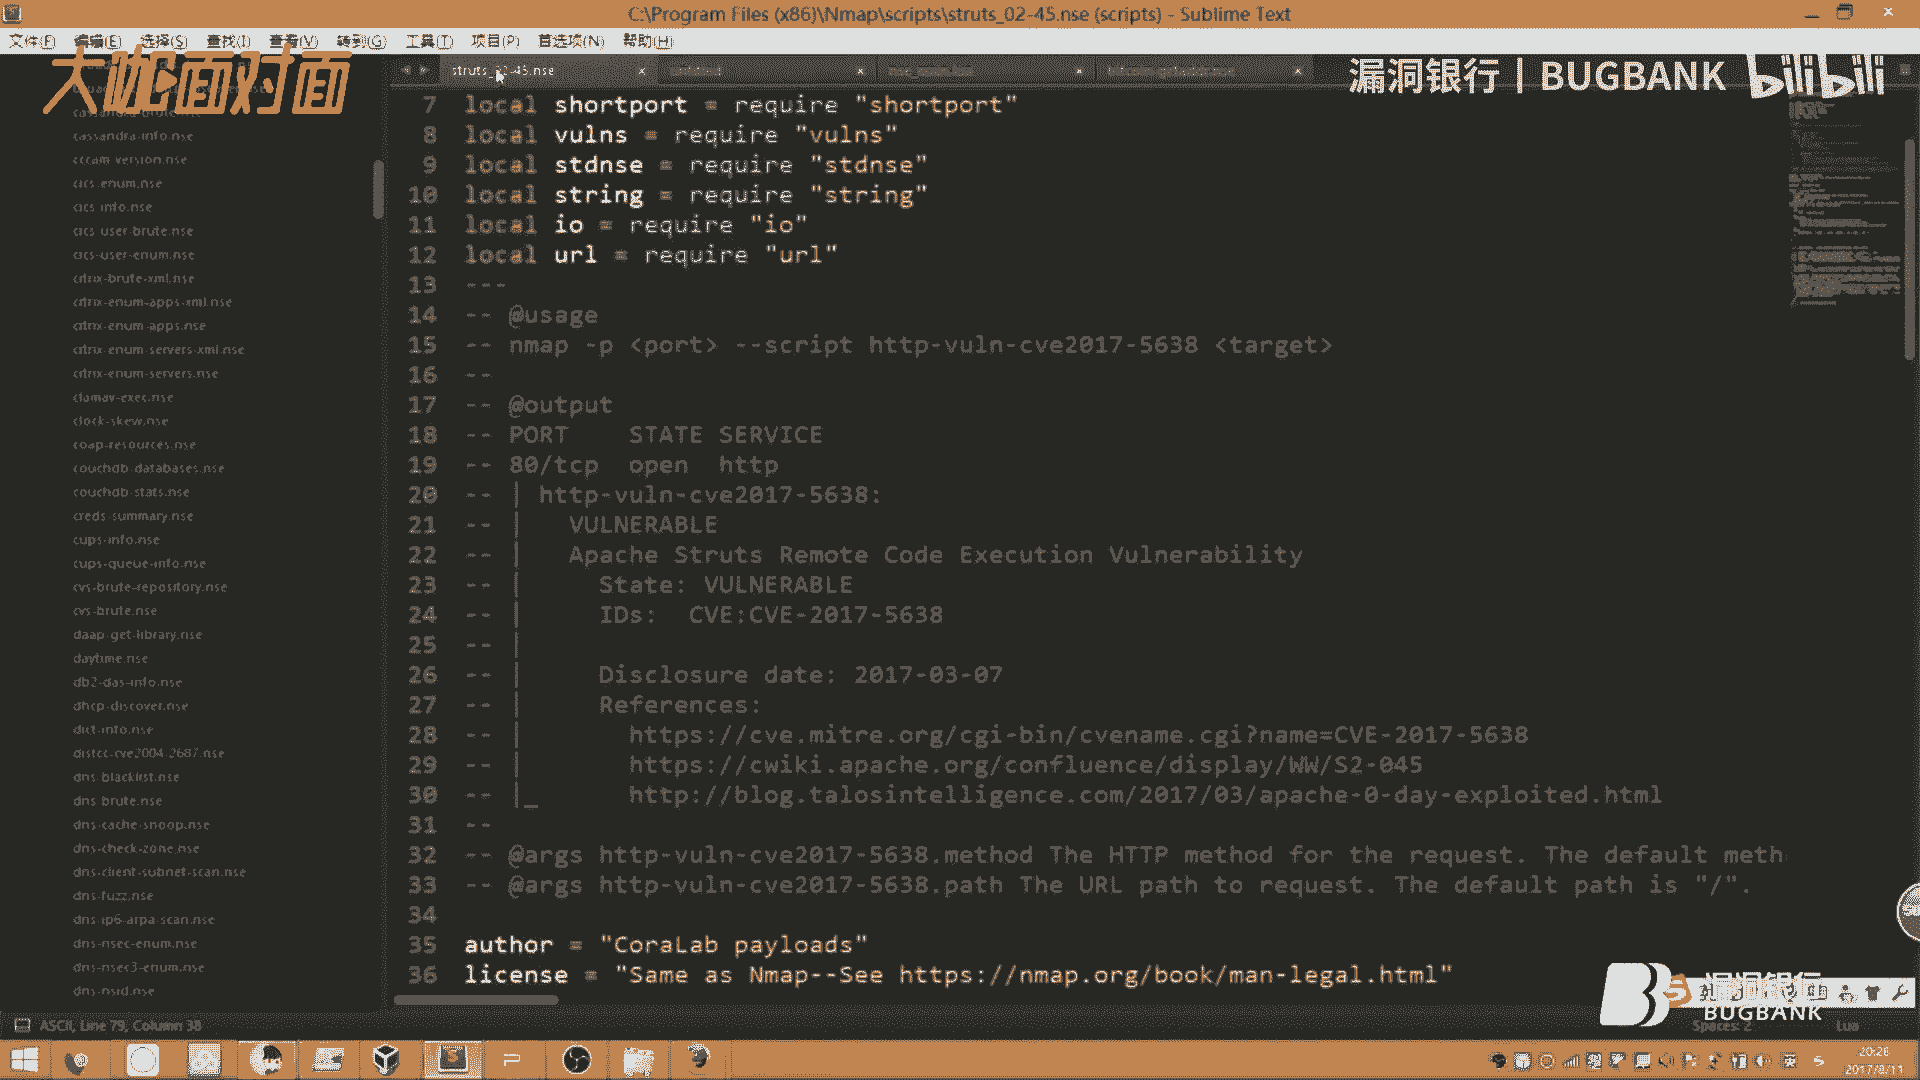 C:\Program Files (x86)\Nmap\scripts\struts_02-45.nse (scripts) - Sublime Text
文件(F) 编辑(E) 选择(S) 查找(I) 查看(V) 转到(G) 工具(T) 项目(P) 首选项(N) 帮助(H)
大咖面对面
漏洞银行 | BUGBANK bilibili
struts_02-45.nse
cassandra-brute.nse
cassandra-info.nse
cccam-version.nse
cics-enum.nse
cics-info.nse
cics-user-brute.nse
cics-user-enum.nse
citrix-brute-xml.nse
citrix-enum-apps-xml.nse
citrix-enum-apps.nse
citrix-enum-servers-xml.nse
citrix-enum-servers.nse
clamav-exec.nse
clock-skew.nse
coap-resources.nse
couchdb-databases.nse
couchdb-stats.nse
creds-summary.nse
cups-info.nse
cups-queue-info.nse
cvs-brute-repository.nse
cvs-brute.nse
daap-get-library.nse
daytime.nse
db2-das-info.nse
dhcp-discover.nse
dict-info.nse
distcc-cve2004-2687.nse
dns-blacklist.nse
dns-brute.nse
dns-cache-snoop.nse
dns-check-zone.nse
dns-client-subnet-scan.nse
dns-fuzz.nse
dns-ip6-arpa-scan.nse
dns-nsec-enum.nse
dns-nsec3-enum.nse
dns-nsid.nse
7 local shortport = require "shortport"
8 local vulns = require "vulns"
9 local stdnse = require "stdnse"
10 local string = require "string"
11 local io = require "io"
12 local url = require "url"
13 ---
14 -- @usage
15 -- nmap -p <port> --script http-vuln-cve2017-5638 <target>
16 --
17 -- @output
18 -- PORT    STATE SERVICE
19 -- 80/tcp  open  http
20 -- | http-vuln-cve2017-5638:
21 -- |   VULNERABLE
22 -- |   Apache Struts Remote Code Execution Vulnerability
23 -- |     State: VULNERABLE
24 -- |     IDs:  CVE:CVE-2017-5638
25 -- |
26 -- |     Disclosure date: 2017-03-07
27 -- |     References:
28 -- |       https://cve.mitre.org/cgi-bin/cvename.cgi?name=CVE-2017-5638
29 -- |       https://cwiki.apache.org/confluence/display/WW/S2-045
30 -- |_      http://blog.talosintelligence.com/2017/03/apache-0-day-exploited.html
31 --
32 -- @args http-vuln-cve2017-5638.method The HTTP method for the request. The default meth
33 -- @args http-vuln-cve2017-5638.path The URL path to request. The default path is "/".
34
35 author = "CoraLab payloads"
36 license = "Same as Nmap--See https://nmap.org/book/man-legal.html"
漏洞银行
BUGBANK
ASCII, Line 79, Column 38
Spaces: 2
Lua
20:26
2017/8/11